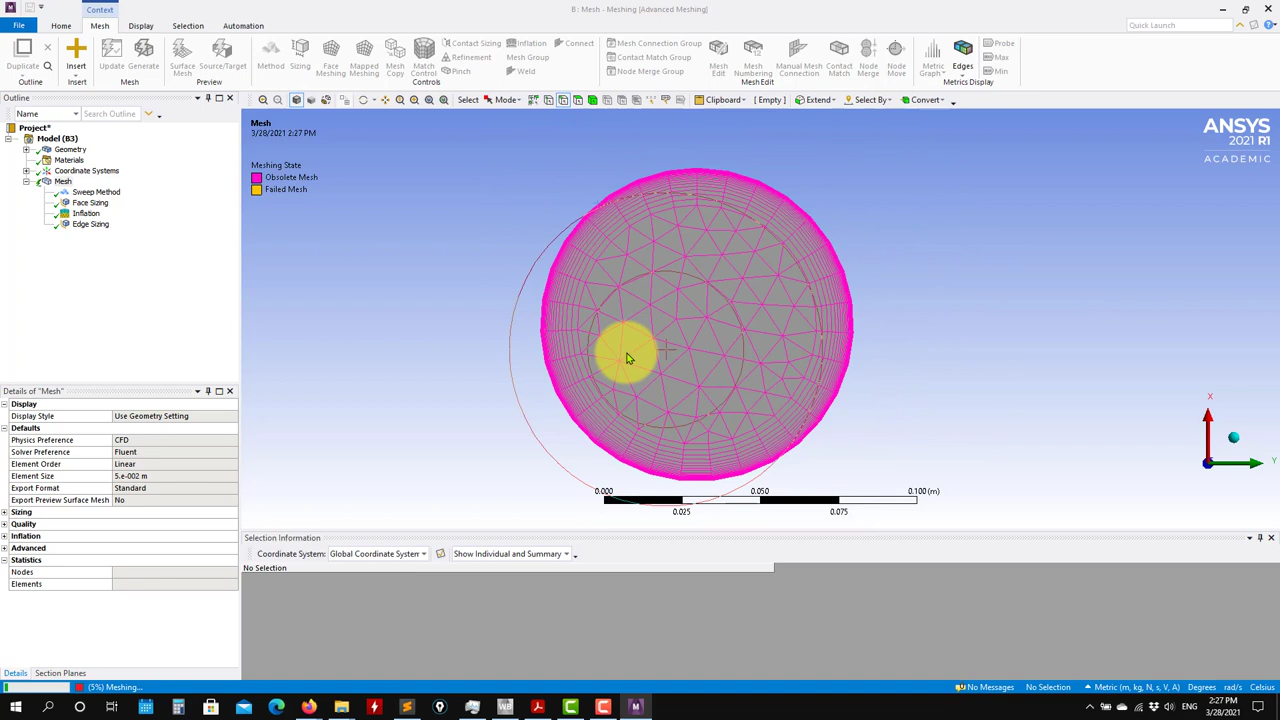 Context
B : Mesh - Meshing [Advanced Meshing]
File Home Mesh Display Selection Automation
Quick Launch
Duplicate
Outline
Insert
Insert
Update Generate
Mesh
Surface Mesh Source/Target
Preview
Method Sizing Face Meshing Mapped Meshing Mesh Copy Match Control
Contact Sizing
Refinement
Pinch
Inflation
Mesh Group
Weld
Connect
Controls
Mesh Connection Group
Contact Match Group
Node Merge Group
Mesh Edit Mesh Numbering Manual Mesh Connection Contact Match Node Merge Node Move
Mesh Edit
Metric Graph Edges
Probe
Max
Min
Metrics Display
Outline
Name Search Outline
Select Mode Clipboard [ Empty ] Extend Select By Convert
Project*
Model (B3)
Geometry
Materials
Coordinate Systems
Mesh
Sweep Method
Face Sizing
Inflation
Edge Sizing
Mesh
3/28/2021 2:27 PM
Meshing State
Obsolete Mesh
Failed Mesh
ANSYS
2021 R1
ACADEMIC
X
Y
0.000 0.050 0.100 (m)
0.025 0.075
Details of "Mesh"
Display
Display Style Use Geometry Setting
Defaults
Physics Preference CFD
Solver Preference Fluent
Element Order Linear
Element Size 5.e-002 m
Export Format Standard
Export Preview Surface Mesh No
Sizing
Quality
Inflation
Advanced
Statistics
Nodes
Elements
Selection Information
Coordinate System: Global Coordinate System Show Individual and Summary
No Selection
Details Section Planes
(5%) Meshing...
No Messages No Selection Metric (m, kg, N, s, V, A) Degrees rad/s Celsius
ENG
2:27 PM
3/28/2021